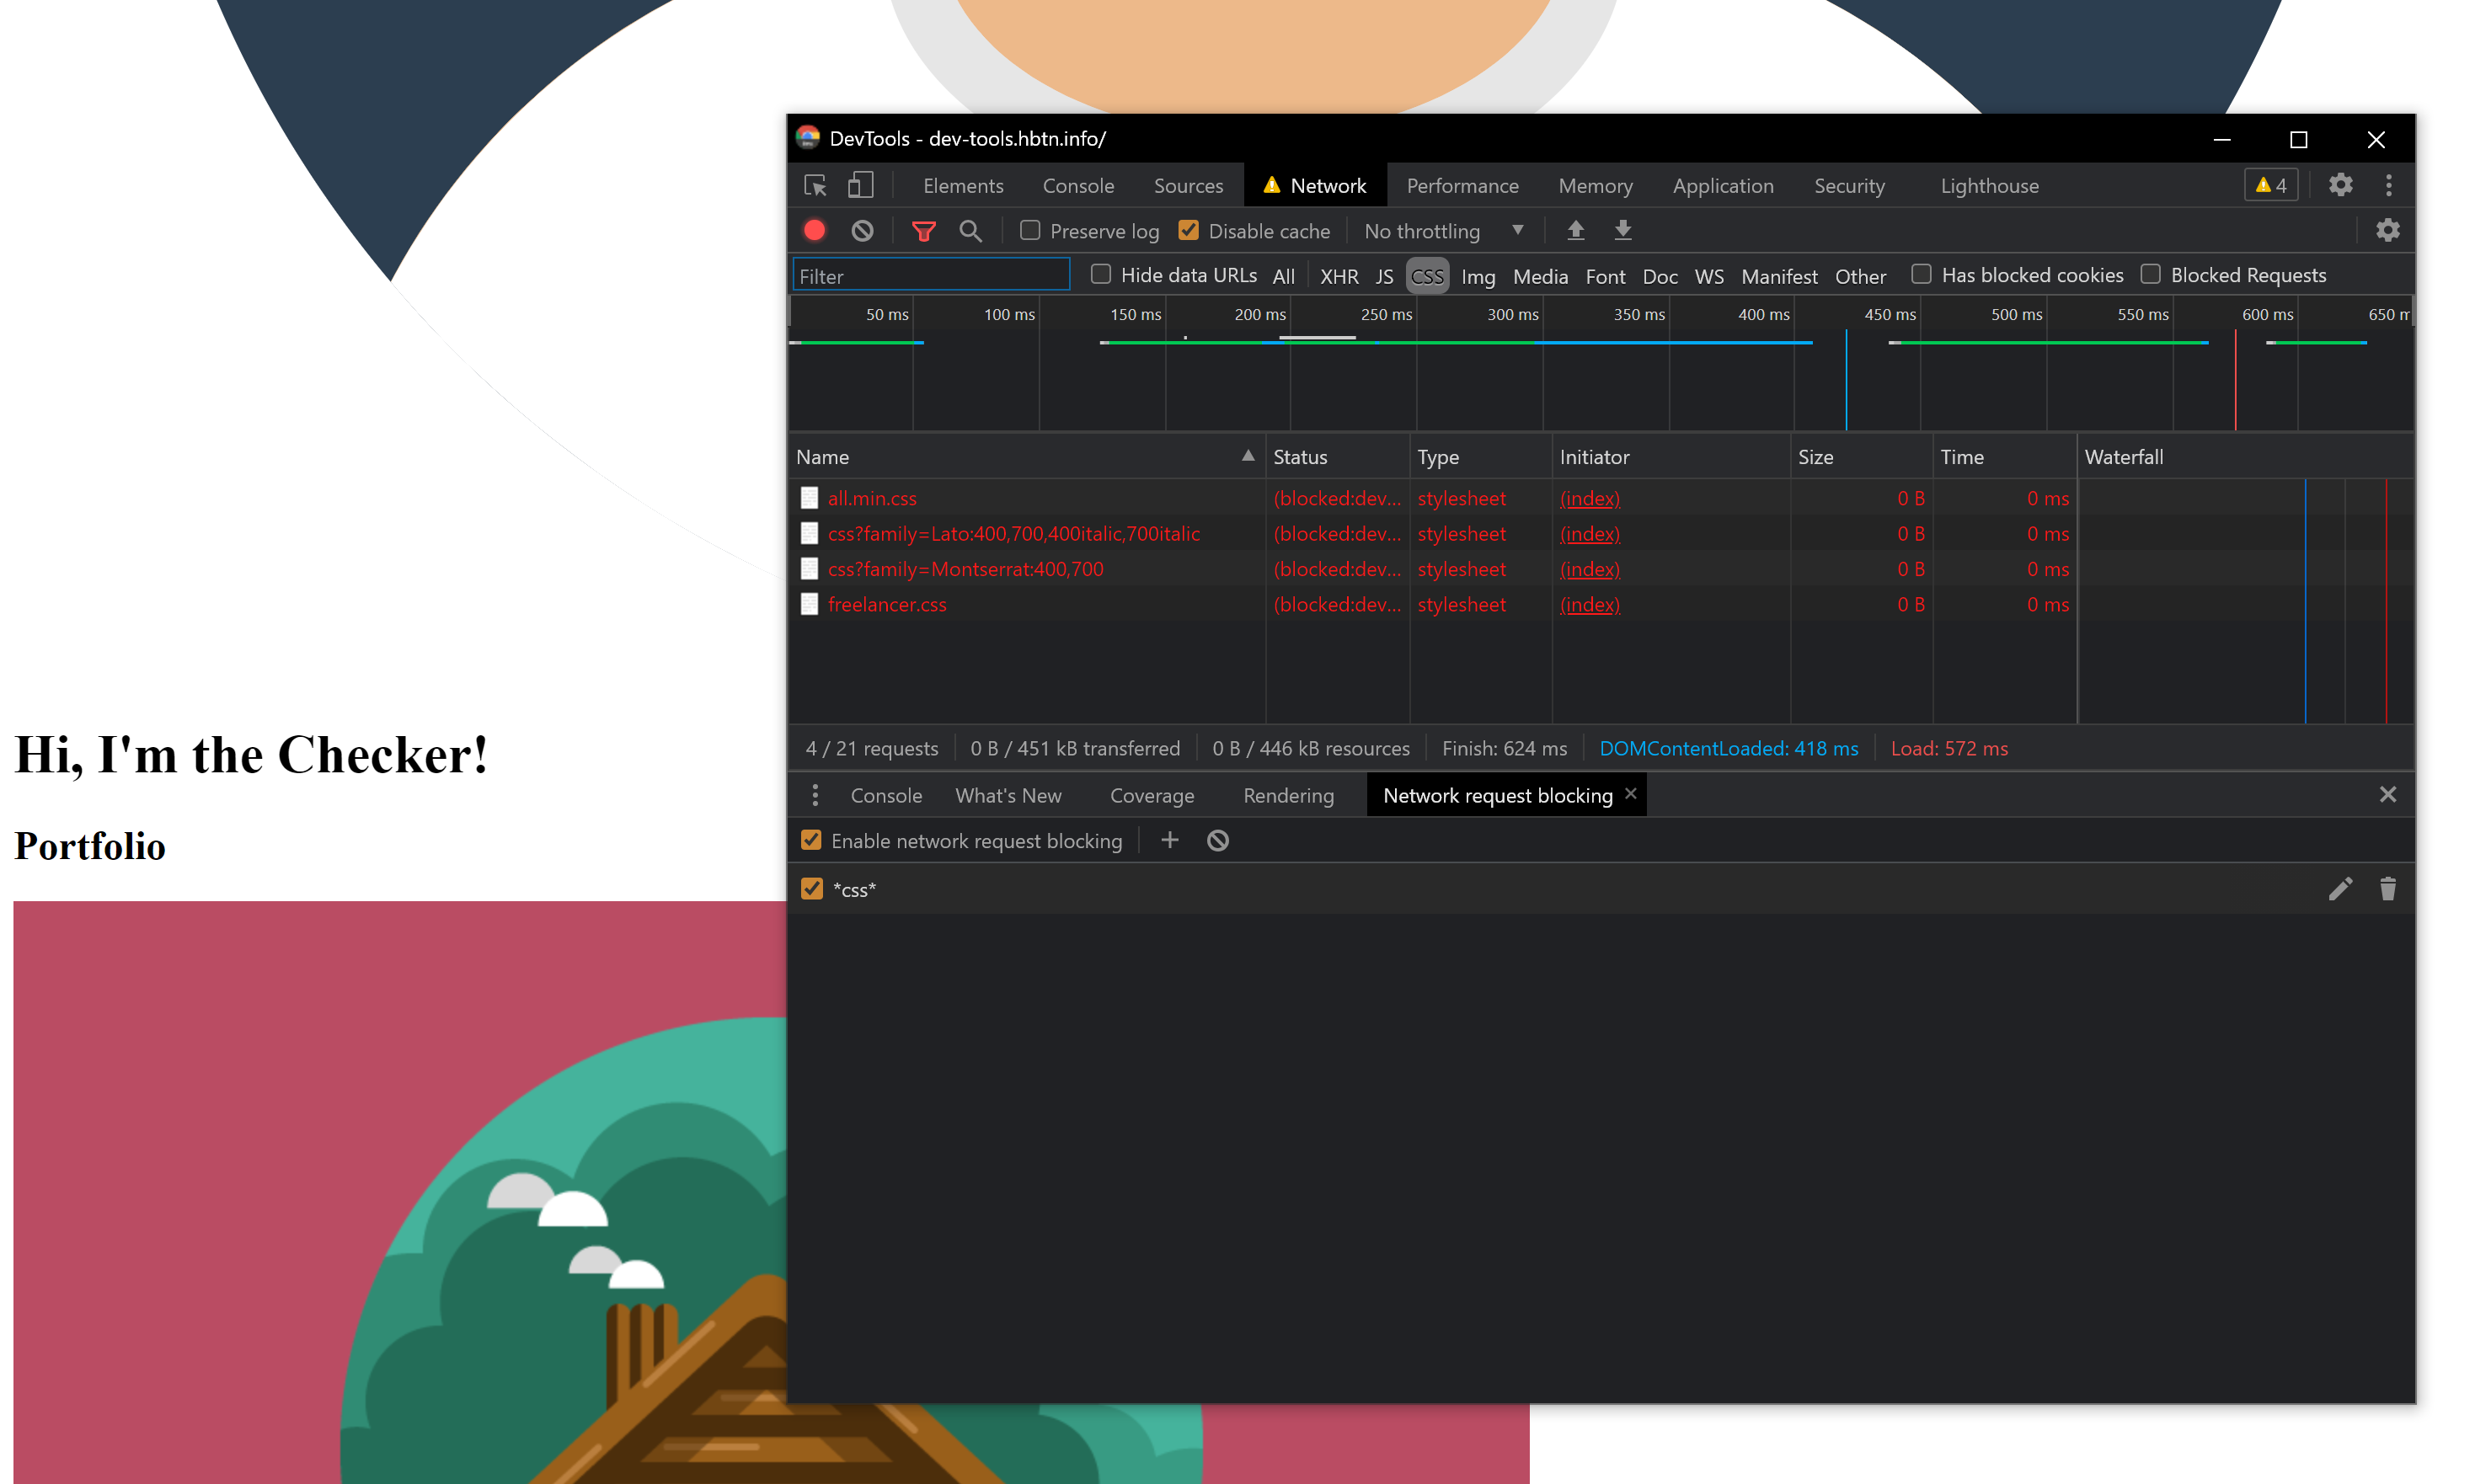 DevTools - dev-tools.hbtn.info/
Elements Console Sources Network Performance Memory Application Security Lighthouse 4
Preserve log Disable cache No throttling
Filter Hide data URLs All XHR JS CSS Img Media Font Doc WS Manifest Other Has blocked cookies Blocked Requests
50 ms 100 ms 150 ms 200 ms 250 ms 300 ms 350 ms 400 ms 450 ms 500 ms 550 ms 600 ms 650 m
Name Status Type Initiator Size Time Waterfall
all.min.css (blocked:dev... stylesheet (index) 0 B 0 ms
css?family=Lato:400,700,400italic,700italic (blocked:dev... stylesheet (index) 0 B 0 ms
css?family=Montserrat:400,700 (blocked:dev... stylesheet (index) 0 B 0 ms
freelancer.css (blocked:dev... stylesheet (index) 0 B 0 ms
4 / 21 requests 0 B / 451 kB transferred 0 B / 446 kB resources Finish: 624 ms DOMContentLoaded: 418 ms Load: 572 ms
Console What's New Coverage Rendering Network request blocking
Enable network request blocking
*css*
Hi, I'm the Checker!
Portfolio